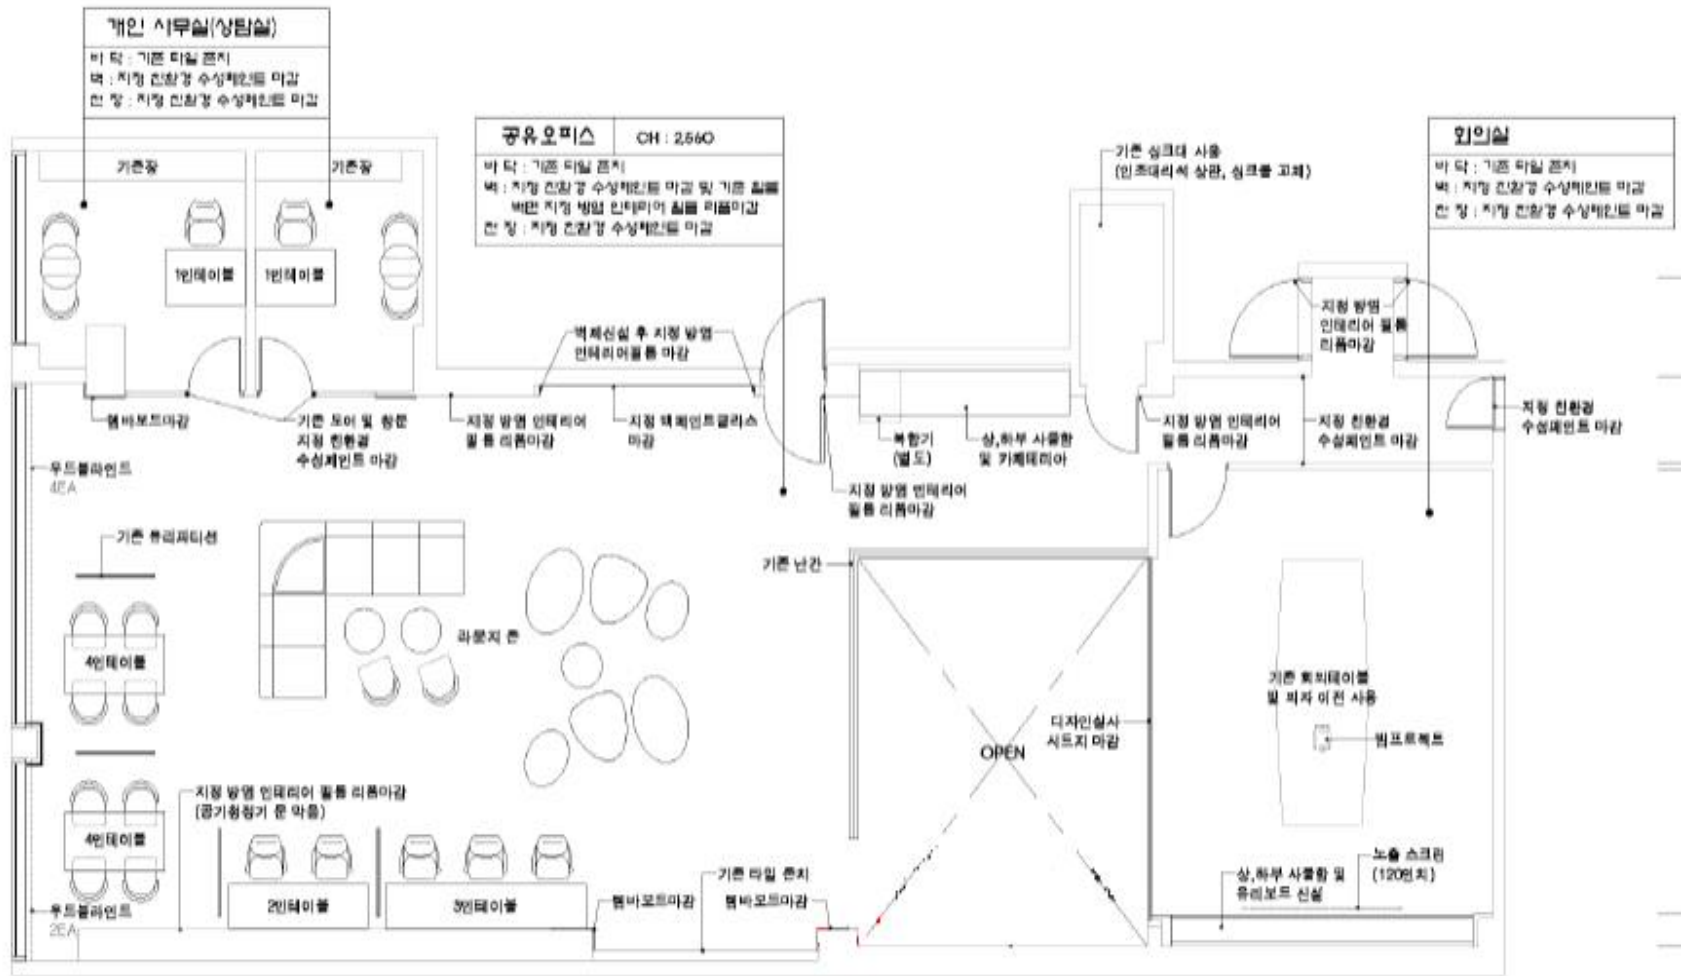 개인 사무실(상담실)
바 닥 : 기존 타일 존치
벽 : 지정 친환경 수성페인트 마감
천 장 : 지정 친환경 수성페인트 마감
공유오피스
CH : 2,560
바 닥 : 기존 타일 존치
벽 : 지정 친환경 수성페인트 마감 및 기존 필름
벽면 지정 방염 인테리어 필름 리폼마감
천 장 : 지정 친환경 수성페인트 마감
회의실
바 닥 : 기존 타일 존치
벽 : 지정 친환경 수성페인트 마감
천 장 : 지정 친환경 수성페인트 마감
기존 싱크대 사용
(인조대리석 상판, 싱크볼 교체)
기존장
기존장
1인테이블
1인테이블
지정 방염
인테리어 필름
리폼마감
벽체신설 후 지정 방염
인테리어필름 마감
템바보드마감
기존 도어 및 창문
지정 친환경
수성페인트 마감
지정 방염 인테리어
필름 리폼마감
지정 백페인트글라스
마감
복합기
(별도)
상,하부 사물함
및 카페테리아
지정 방염 인테리어
필름 리폼마감
지정 친환경
수성페인트 마감
지정 친환경
수성페인트 마감
우드블라인드
4EA
지정 방염 인테리어
필름 리폼마감
기존 유리파티션
기존 난간
라운지 존
4인테이블
기존 회의테이블
및 의자 이전 사용
디자인실사
시트지 마감
OPEN
빔프로젝트
지정 방염 인테리어 필름 리폼마감
(공기청정기 문 막음)
4인테이블
노출 스크린
(120인치)
기존 타일 존치
상,하부 사물함 및
유리보드 신설
우드블라인드
2EA
2인테이블
3인테이블
템바보드마감
템바보드마감